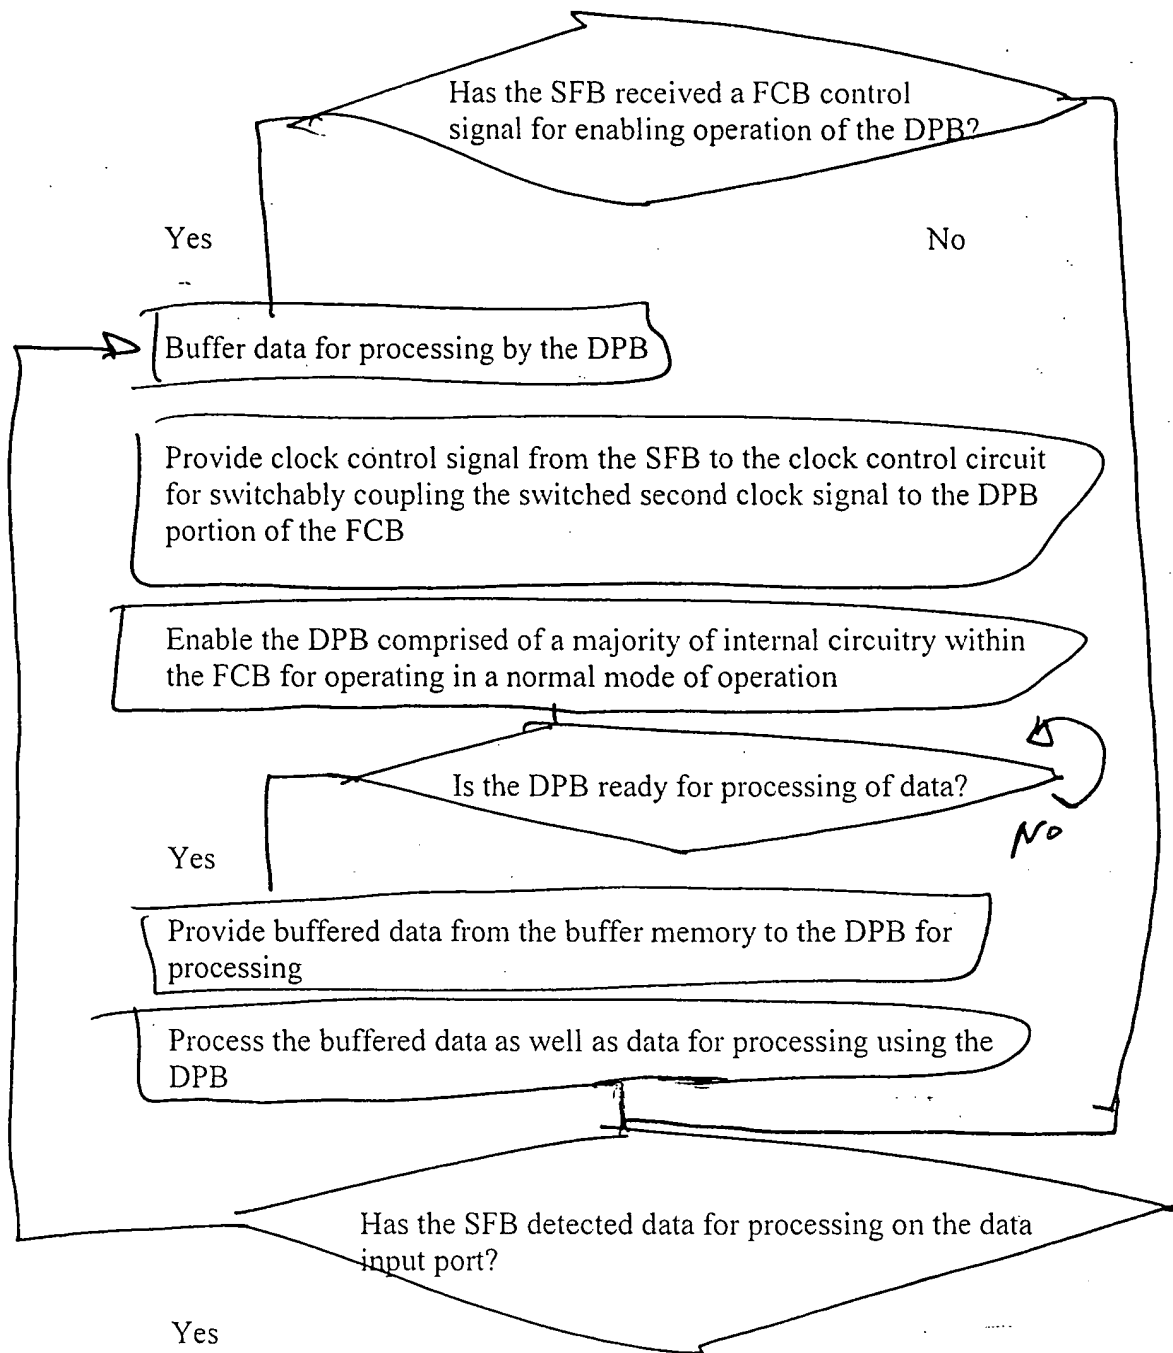 Has the SFB received a FCB control
signal for enabling operation of the DPB?
Yes
No
Buffer data for processing by the DPB
Provide clock control signal from the SFB to the clock control circuit
for switchably coupling the switched second clock signal to the DPB
portion of the FCB
Enable the DPB comprised of a majority of internal circuitry within
the FCB for operating in a normal mode of operation
Is the DPB ready for processing of data?
No
Yes
Provide buffered data from the buffer memory to the DPB for
processing
Process the buffered data as well as data for processing using the
DPB
Has the SFB detected data for processing on the data
input port?
Yes